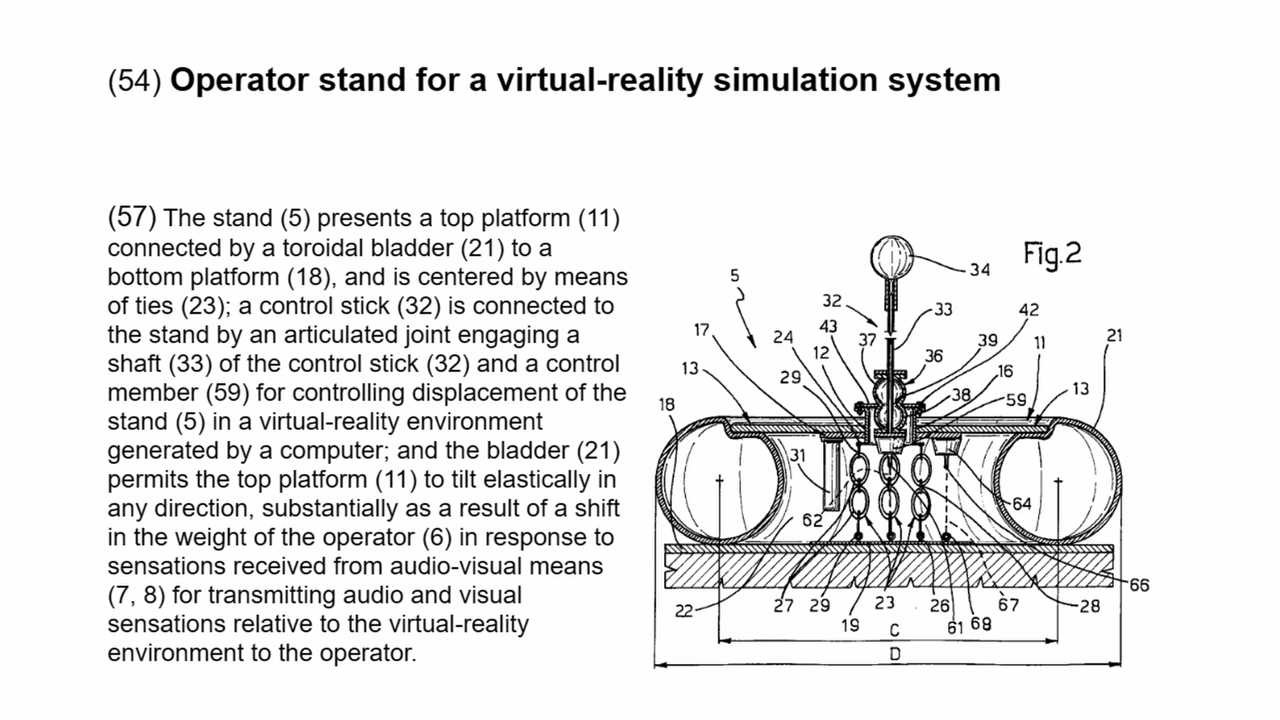 (54) Operator stand for a virtual-reality simulation system
(57) The stand (5) presents a top platform (11)
connected by a toroidal bladder (21) to a
bottom platform (18), and is centered by means
of ties (23); a control stick (32) is connected to
the stand by an articulated joint engaging a
shaft (33) of the control stick (32) and a control
member (59) for controlling displacement of the
stand (5) in a virtual-reality environment
generated by a computer; and the bladder (21)
permits the top platform (11) to tilt elastically in
any direction, substantially as a result of a shift
in the weight of the operator (6) in response to
sensations received from audio-visual means
(7, 8) for transmitting audio and visual
sensations relative to the virtual-reality
environment to the operator.
Fig.2
34
5
32
33
42
43
17
24
37
39
11
21
12
36
13
29
16
13
38
59
18
31
64
62
66
22
27
29
23
26
67
28
19
61
68
C
D